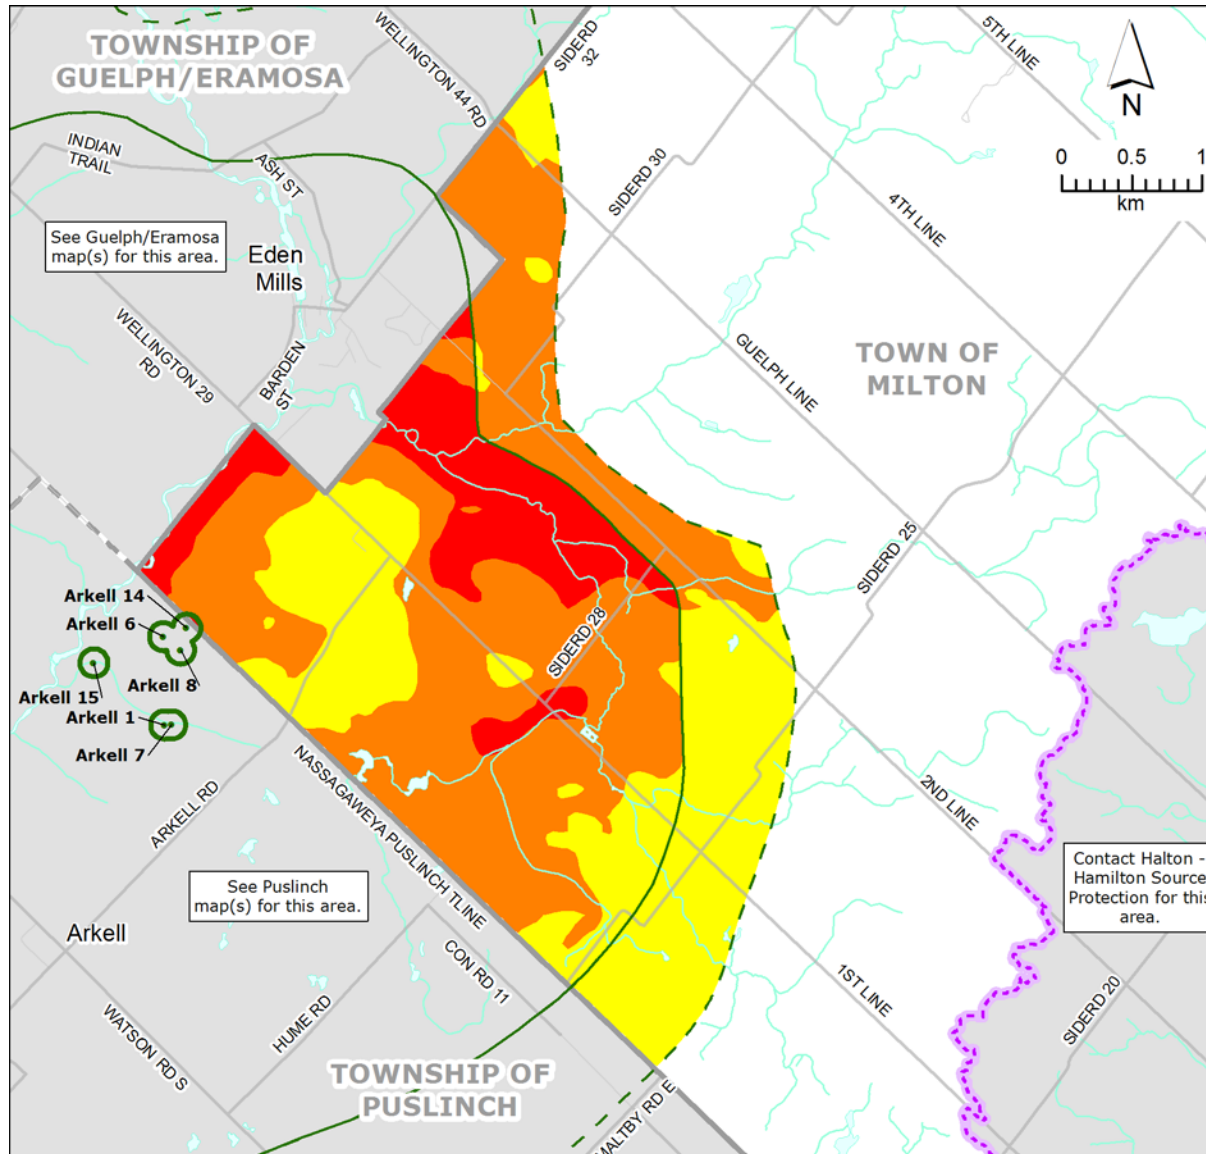 TOWNSHIP OF
GUELPH/ERAMOSA
WELLINGTON 44 RD
SIDERD
32
5TH LINE
N
0 0.5 1
km
INDIAN
TRAIL
ASH ST
SIDERD 30
4TH LINE
See Guelph/Eramosa
map(s) for this area.
Eden
Mills
WELLINGTON 29
RD
BARDEN
ST
GUELPH LINE
TOWN OF
MILTON
SIDERD 25
Arkell 14
Arkell 6
Arkell 8
Arkell 15
Arkell 1
Arkell 7
SIDERD 28
NASSAGAWEYA PUSLINCH TLINE
ARKELL RD
2ND LINE
See Puslinch
map(s) for this area.
Contact Halton -
Hamilton Source
Protection for this
area.
Arkell
CON RD 11
1ST LINE
WATSON RD S
HUME RD
SIDERD 20
TOWNSHIP OF
PUSLINCH
MALTBY RD E